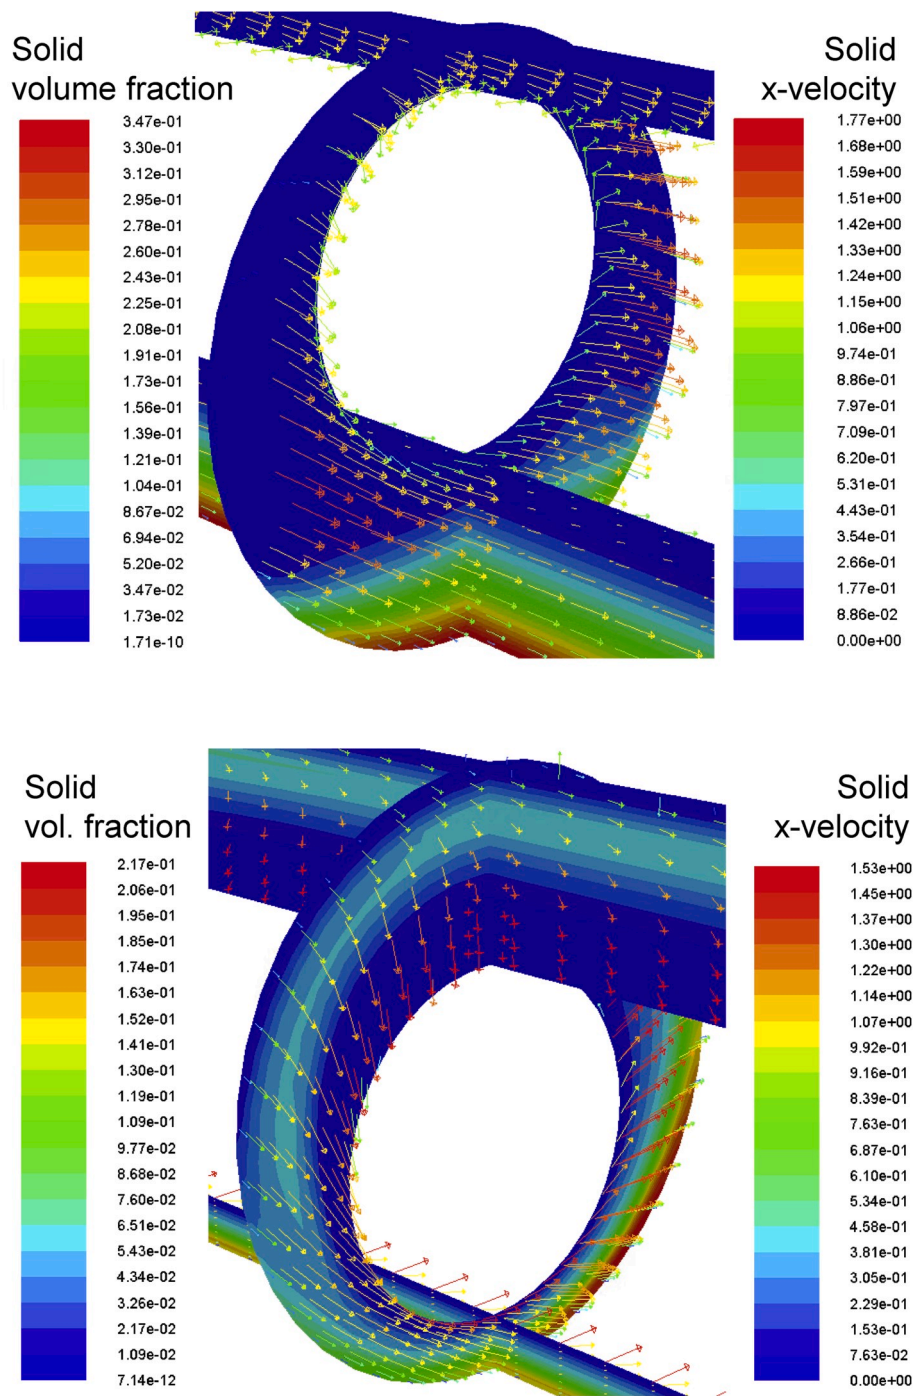 Solid
volume fraction
3.47e-01
3.30e-01
3.12e-01
2.95e-01
2.78e-01
2.60e-01
2.43e-01
2.25e-01
2.08e-01
1.91e-01
1.73e-01
1.56e-01
1.39e-01
1.21e-01
1.04e-01
8.67e-02
6.94e-02
5.20e-02
3.47e-02
1.73e-02
1.71e-10
Solid
x-velocity
1.77e+00
1.68e+00
1.59e+00
1.51e+00
1.42e+00
1.33e+00
1.24e+00
1.15e+00
1.06e+00
9.74e-01
8.86e-01
7.97e-01
7.09e-01
6.20e-01
5.31e-01
4.43e-01
3.54e-01
2.66e-01
1.77e-01
8.86e-02
0.00e+00
Solid
vol. fraction
2.17e-01
2.06e-01
1.95e-01
1.85e-01
1.74e-01
1.63e-01
1.52e-01
1.41e-01
1.30e-01
1.19e-01
1.09e-01
9.77e-02
8.68e-02
7.60e-02
6.51e-02
5.43e-02
4.34e-02
3.26e-02
2.17e-02
1.09e-02
7.14e-12
Solid
x-velocity
1.53e+00
1.45e+00
1.37e+00
1.30e+00
1.22e+00
1.14e+00
1.07e+00
9.92e-01
9.16e-01
8.39e-01
7.63e-01
6.87e-01
6.10e-01
5.34e-01
4.58e-01
3.81e-01
3.05e-01
2.29e-01
1.53e-01
7.63e-02
0.00e+00